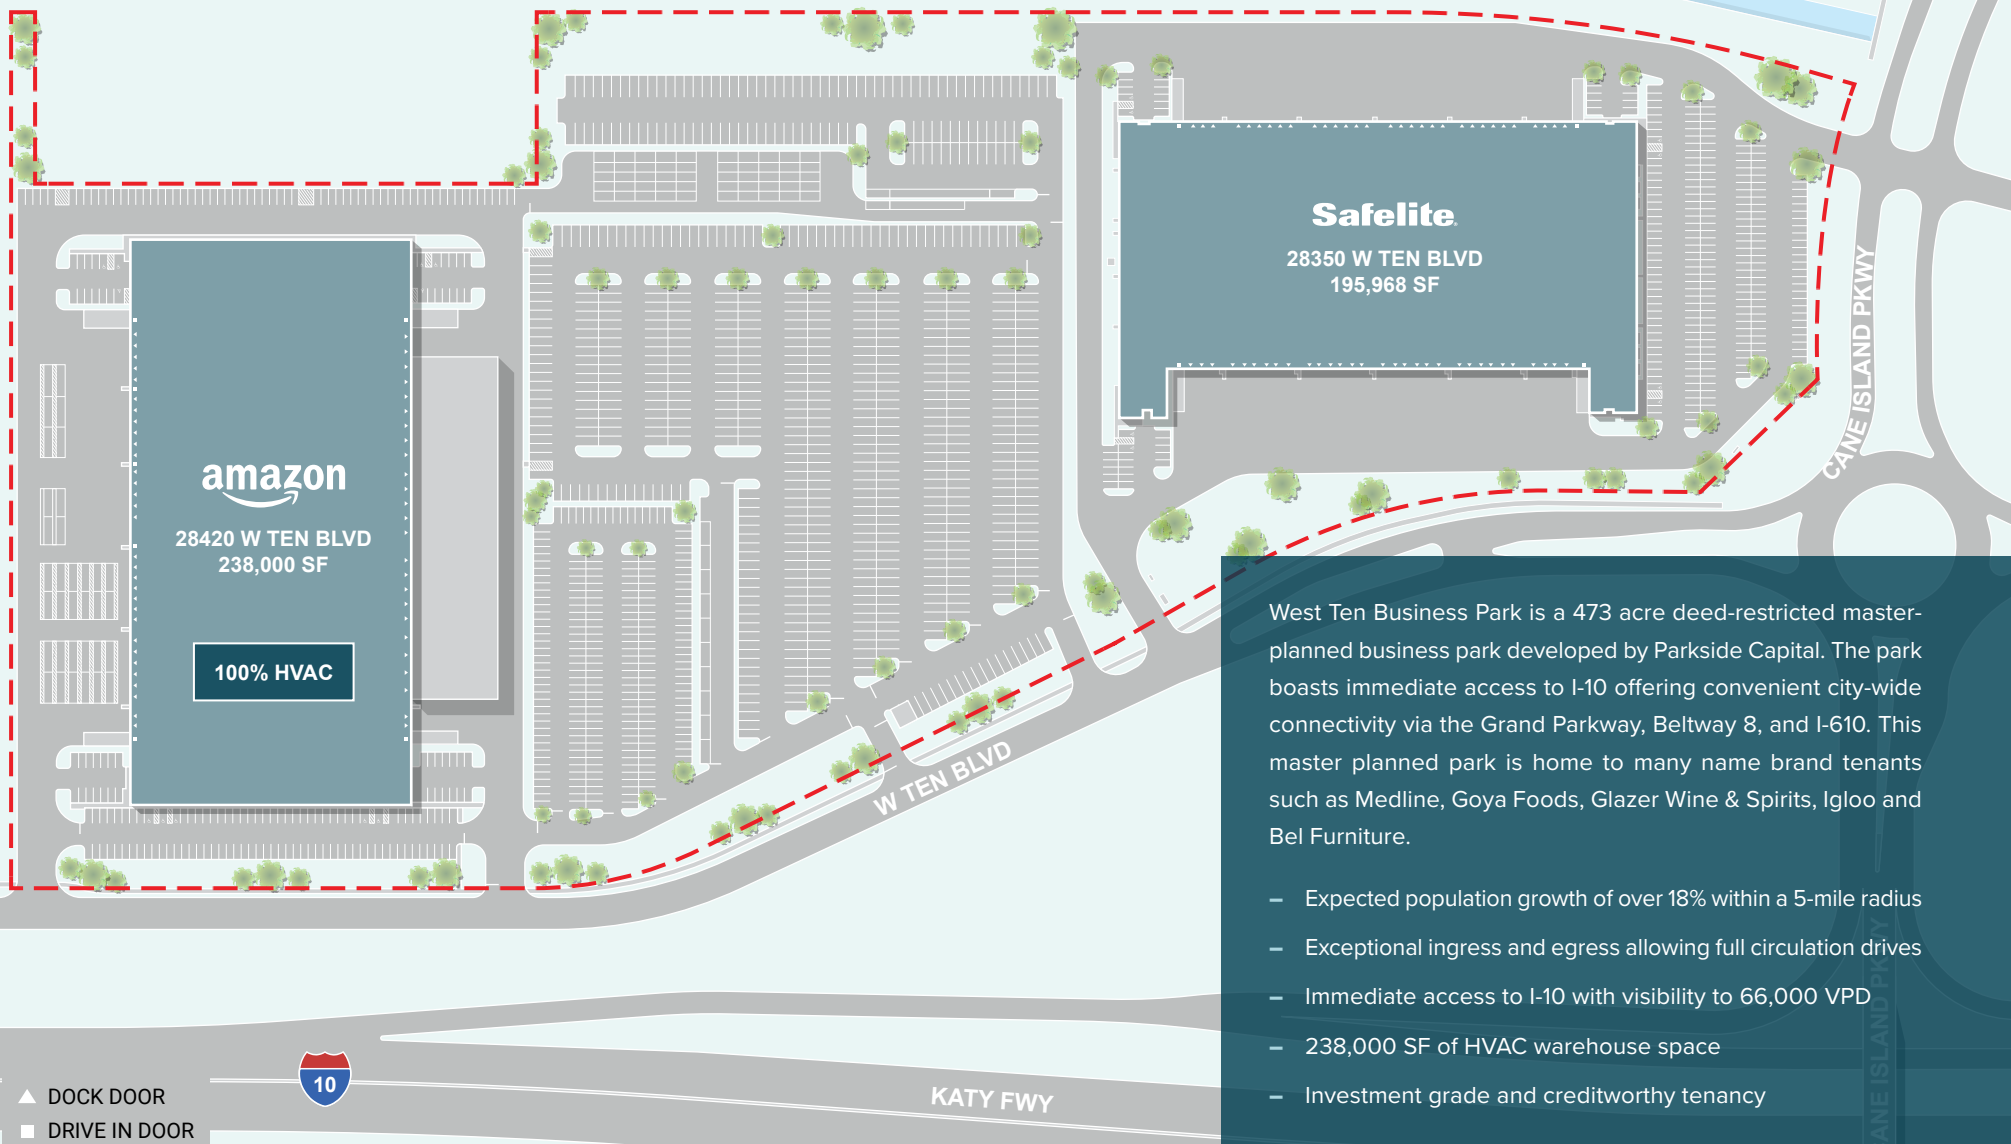 Safelite
28350 W TEN BLVD
195,968 SF
CANE ISLAND PKWY
amazon
28420 W TEN BLVD
238,000 SF
100% HVAC
W TEN BLVD
West Ten Business Park is a 473 acre deed-restricted master-
planned business park developed by Parkside Capital. The park
boasts immediate access to I-10 offering convenient city-wide
connectivity via the Grand Parkway, Beltway 8, and I-610. This
master planned park is home to many name brand tenants
such as Medline, Goya Foods, Glazer Wine & Spirits, Igloo and
Bel Furniture.
– Expected population growth of over 18% within a 5-mile radius
– Exceptional ingress and egress allowing full circulation drives
– Immediate access to I-10 with visibility to 66,000 VPD
– 238,000 SF of HVAC warehouse space
– Investment grade and creditworthy tenancy
ANE ISLAND PKWY
10
KATY FWY
DOCK DOOR
DRIVE IN DOOR